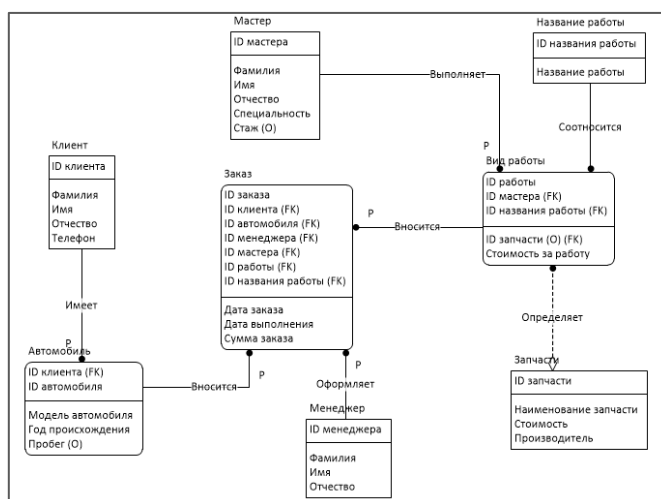 Мастер
ID мастера
Фамилия
Имя
Отчество
Специальность
Стаж (O)
Название работы
ID названия работы
Название работы
Выполняет
P
Соотносится
Клиент
ID клиента
Фамилия
Имя
Отчество
Телефон
Заказ
ID заказа
ID клиента (FK)
ID автомобиля (FK)
ID менеджера (FK)
ID мастера (FK)
ID работы (FK)
ID названия работы (FK)
Дата заказа
Дата выполнения
Сумма заказа
P
Вносится
Вид работы
ID работы
ID мастера (FK)
ID названия работы (FK)
ID запчасти (O) (FK)
Стоимость за работу
Имеет
P
Автомобиль
ID клиента (FK)
ID автомобиля
Модель автомобиля
Год происхождения
Пробег (O)
Вносится
P
P
Оформляет
Менеджер
ID менеджера
Фамилия
Имя
Отчество
Определяет
Запчасти
ID запчасти
Наименование запчасти
Стоимость
Производитель